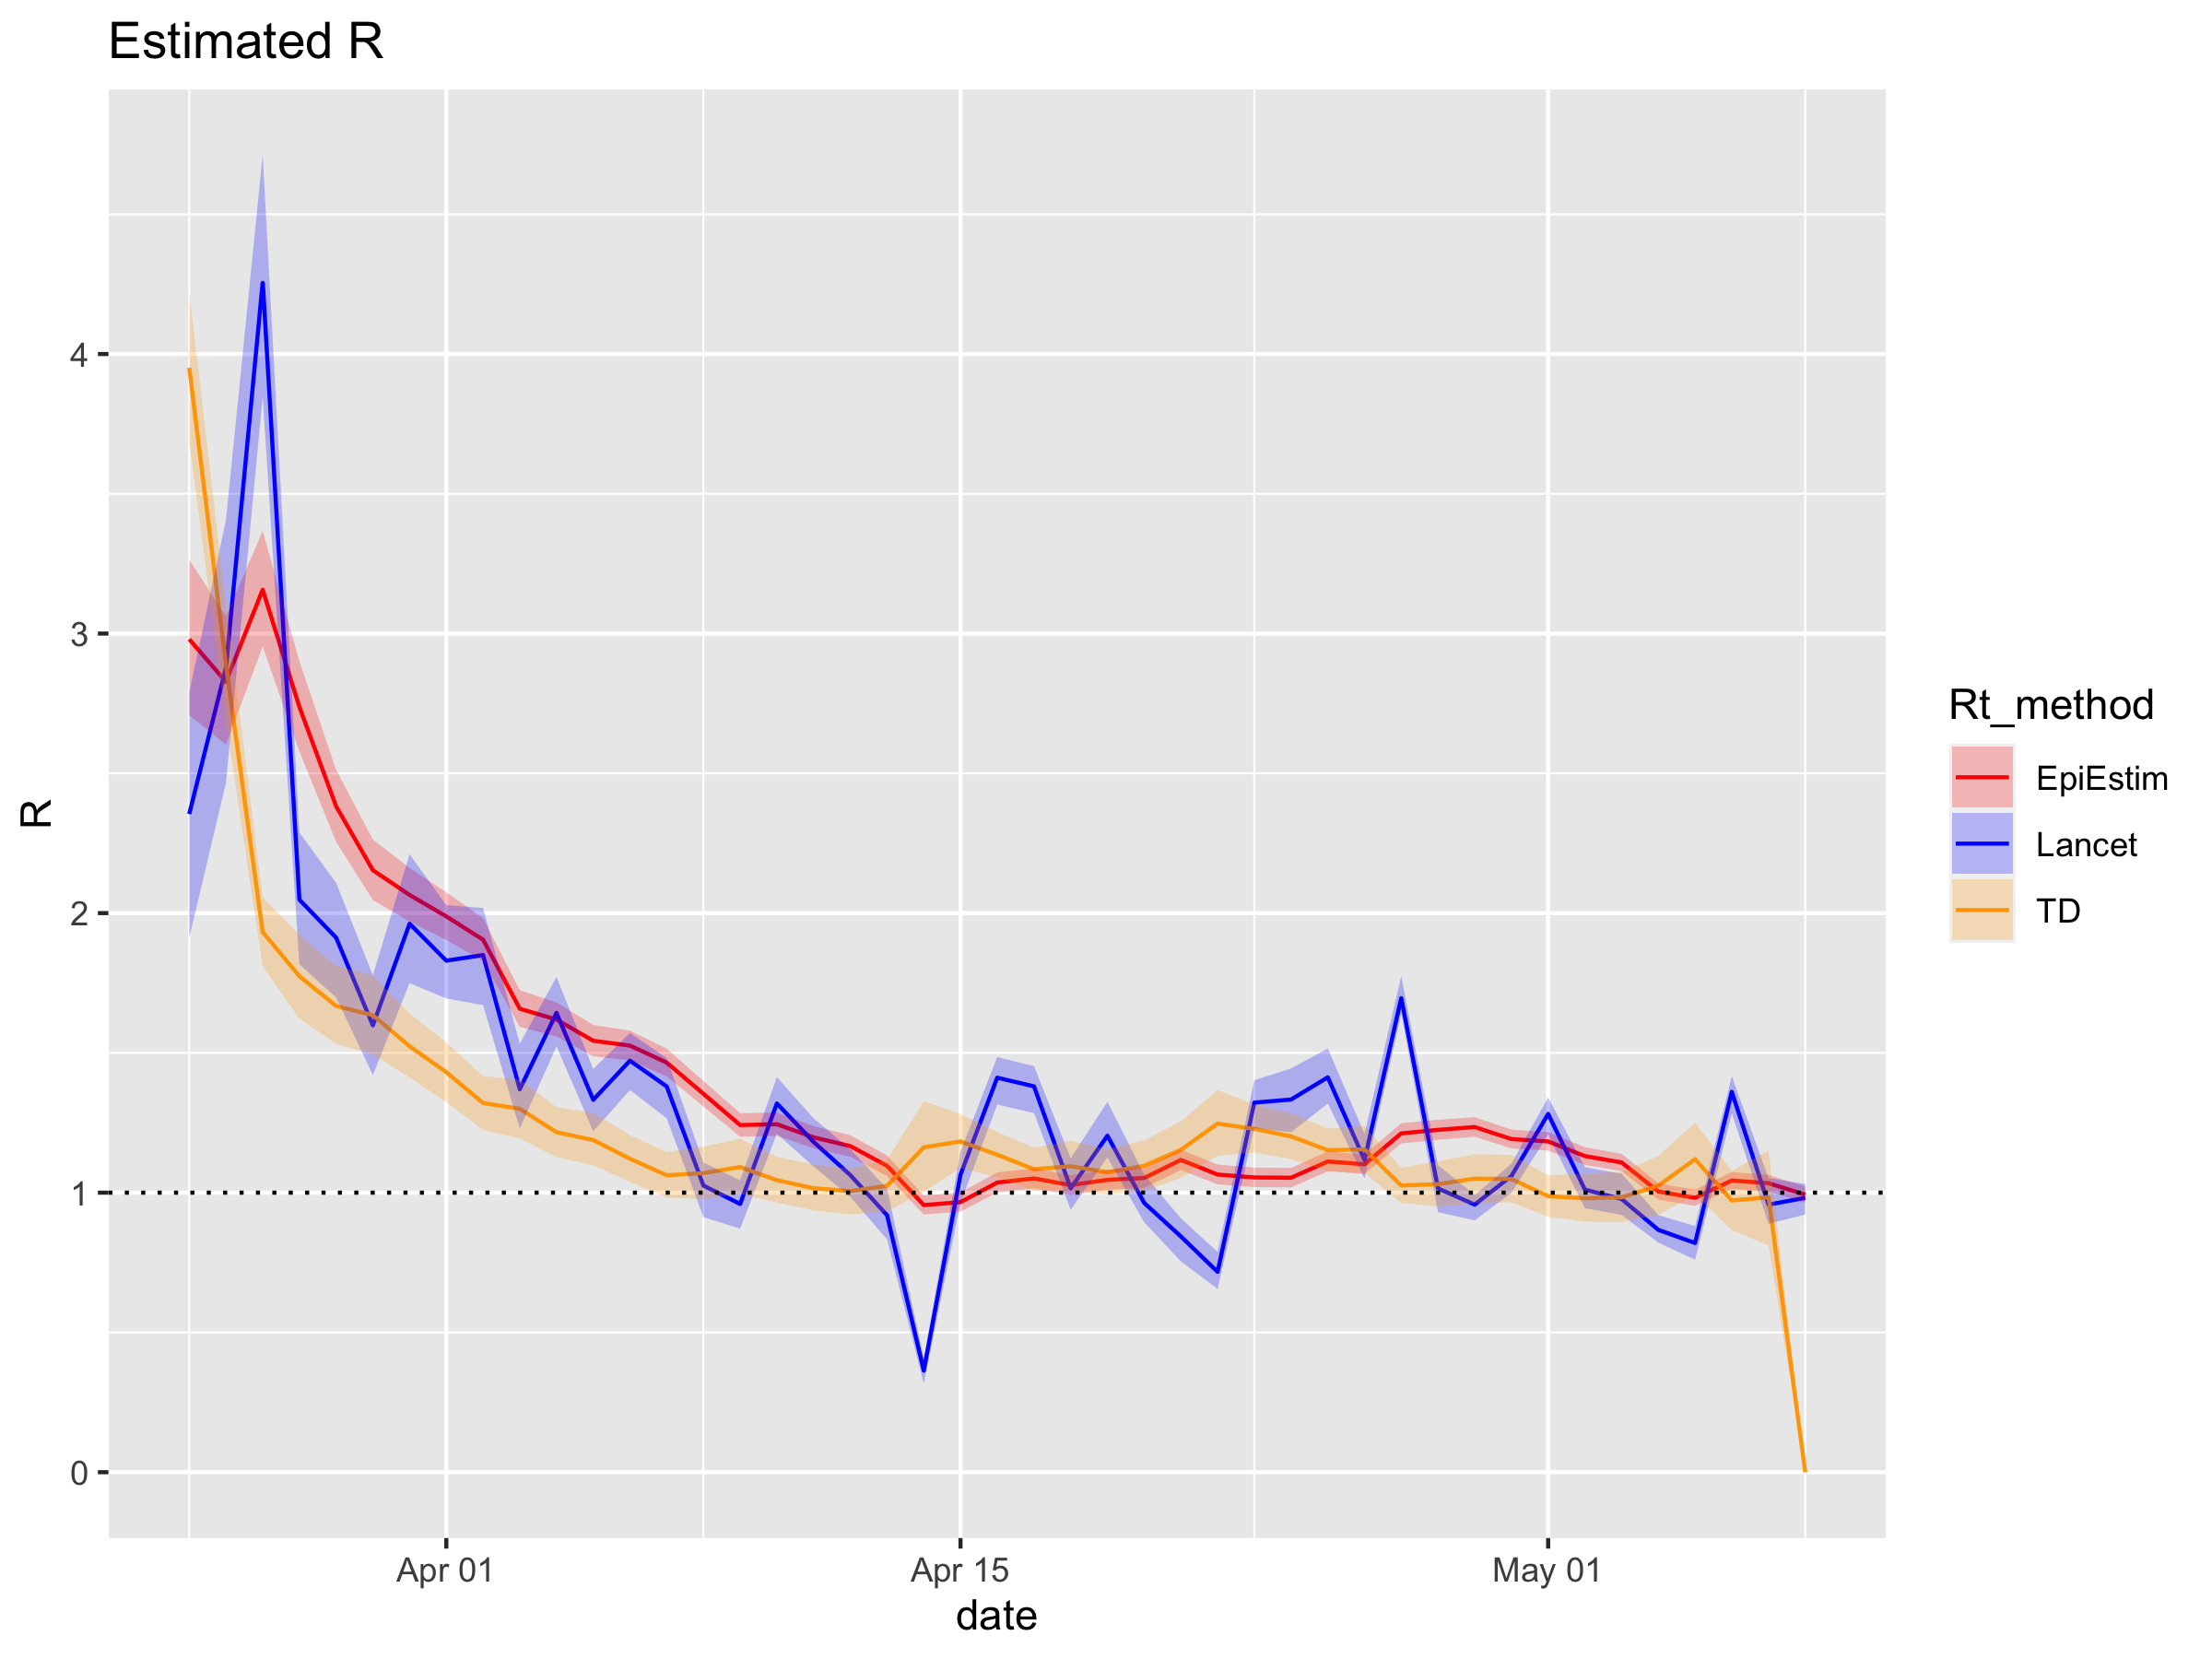 Estimated R
4
3
2
1
0
R
Apr 01
Apr 15
May 01
date
Rt_method
EpiEstim
Lancet
TD